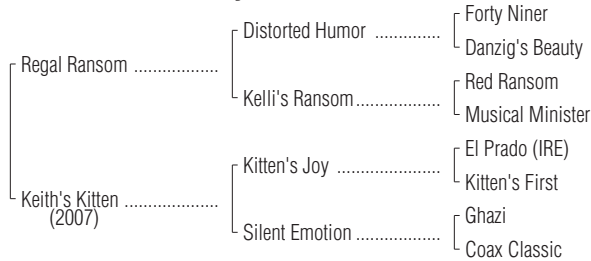 Forty Niner
Distorted Humor ..............
Danzig's Beauty
Regal Ransom ..................
Red Ransom
Kelli's Ransom..................
Musical Minister
El Prado (IRE)
Kitten's Joy ......................
Kitten's First
Keith's Kitten ....................
(2007)
Ghazi
Silent Emotion ..................
Coax Classic